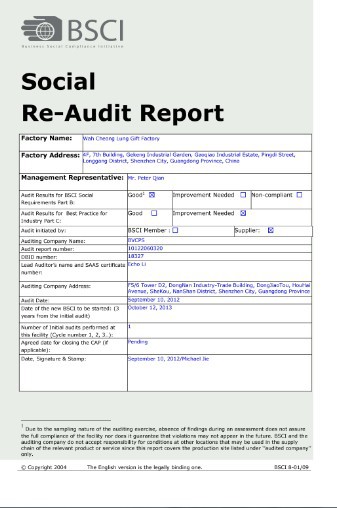 BSCI
Business Social Compliance Initiative
Social
Re-Audit Report
Factory Name: Wah Cheong Lung Gift Factory
Factory Address: 4F, 7th Building, Gekeng Industrial Garden, Gaoqiao Industrial Estate, Pingdi Street,
Longgang District, Shenzhen City, Guangdong Province, China
Management Representative: Mr. Peter Qian
Audit Results for BSCI Social Good¹ ☒ Improvement Needed ☐ Non-compliant ☐
Requirements Part B:
Audit Results for Best Practice for Good ☐ Improvement Needed ☒
Industry Part C:
Audit initiated by: BSCI Member : ☐ Supplier: ☒
Auditing Company Name: BVCPS
Audit report number: 10122060320
DBID number: 18327
Lead Auditor's name and SAAS certificate Echo Li
number:
Auditing Company Address: F5/6 Tower D2, DongNan Industry-Trade Building, DongJiaoTou, HouHai
Avenue, SheKou, NanShan District, Shenzhen City, Guangdong Province
Audit Date: September 10, 2012
Date of the new BSCI to be started: (3 October 12, 2013
years from the initial audit)
Number of Initial audits performed at 1
this facility (Cycle number 1, 2, 3..):
Agreed date for closing the CAP (if Pending
applicable):
Date, Signature & Stamp: September 10, 2012/Michael Jie
¹ Due to the sampling nature of the auditing exercise, absence of findings during an assessment does not assure
the full compliance of the facility nor does it guarantee that violations may not appear in the future. BSCI and the
auditing company do not accept responsibility for conditions at other locations that may be used in the supply
chain of the relevant product or service since this report covers the production site listed under "audited company"
only.
© Copyright 2004 The English version is the legally binding one. BSCI 8-01/09